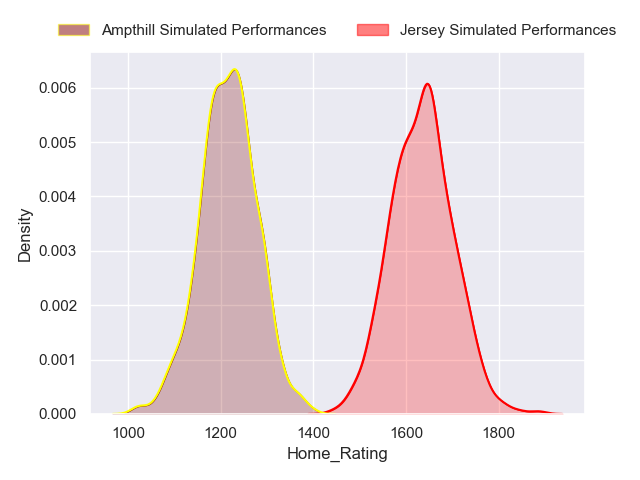 Ampthill Simulated Performances
Jersey Simulated Performances
0.006
0.005
0.004
0.003
0.002
0.001
0.000
Density
1000 1200 1400 1600 1800
Home_Rating